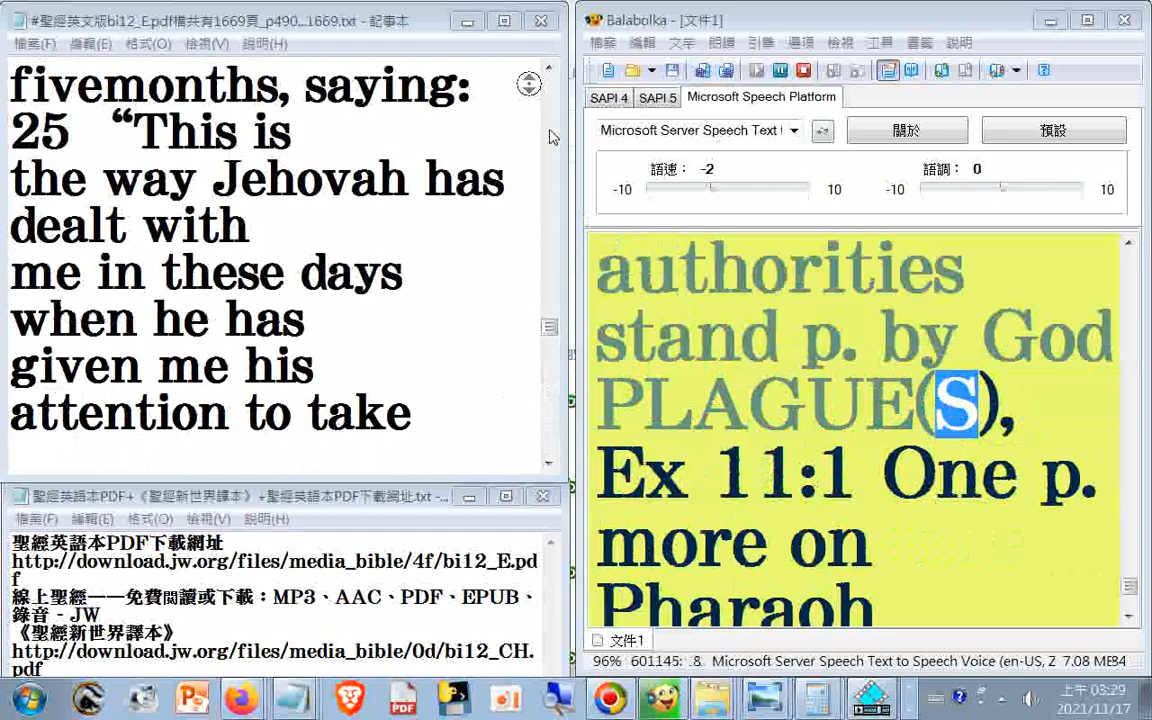 #聖經英文版bi12_E.pdf檔共有1669頁_p490...1669.txt - 記事本
檔案(F) 編輯(E) 格式(O) 檢視(V) 說明(H)
fivemonths, saying:
25 “This is
the way Jehovah has
dealt with
me in these days
when he has
given me his
attention to take
聖經英語本PDF+《聖經新世界譯本》+聖經英語本PDF下載網址.txt -...
檔案(F) 編輯(E) 格式(O) 檢視(V) 說明(H)
聖經英語本PDF下載網址
http://download.jw.org/files/media_bible/4f/bi12_E.pd
f
線上聖經——免費閱讀或下載：MP3、AAC、PDF、EPUB、
錄音 - JW
《聖經新世界譯本》
http://download.jw.org/files/media_bible/0d/bi12_CH.
pdf
Balabolka - [文件1]
檔案 編輯 文字 朗讀 引擎 選項 檢視 工具 書籤 說明
SAPI 4 SAPI 5 Microsoft Speech Platform
Microsoft Server Speech Text 關於 預設
語速： -2 語調： 0
-10 10 -10 10
authorities
stand p. by God
PLAGUE(S),
Ex 11:1 One p.
more on
Pharaoh
文件1
96% 601145: .8. Microsoft Server Speech Text to Speech Voice (en-US, Z 7.08 MB
上午 03:29
2021/11/17